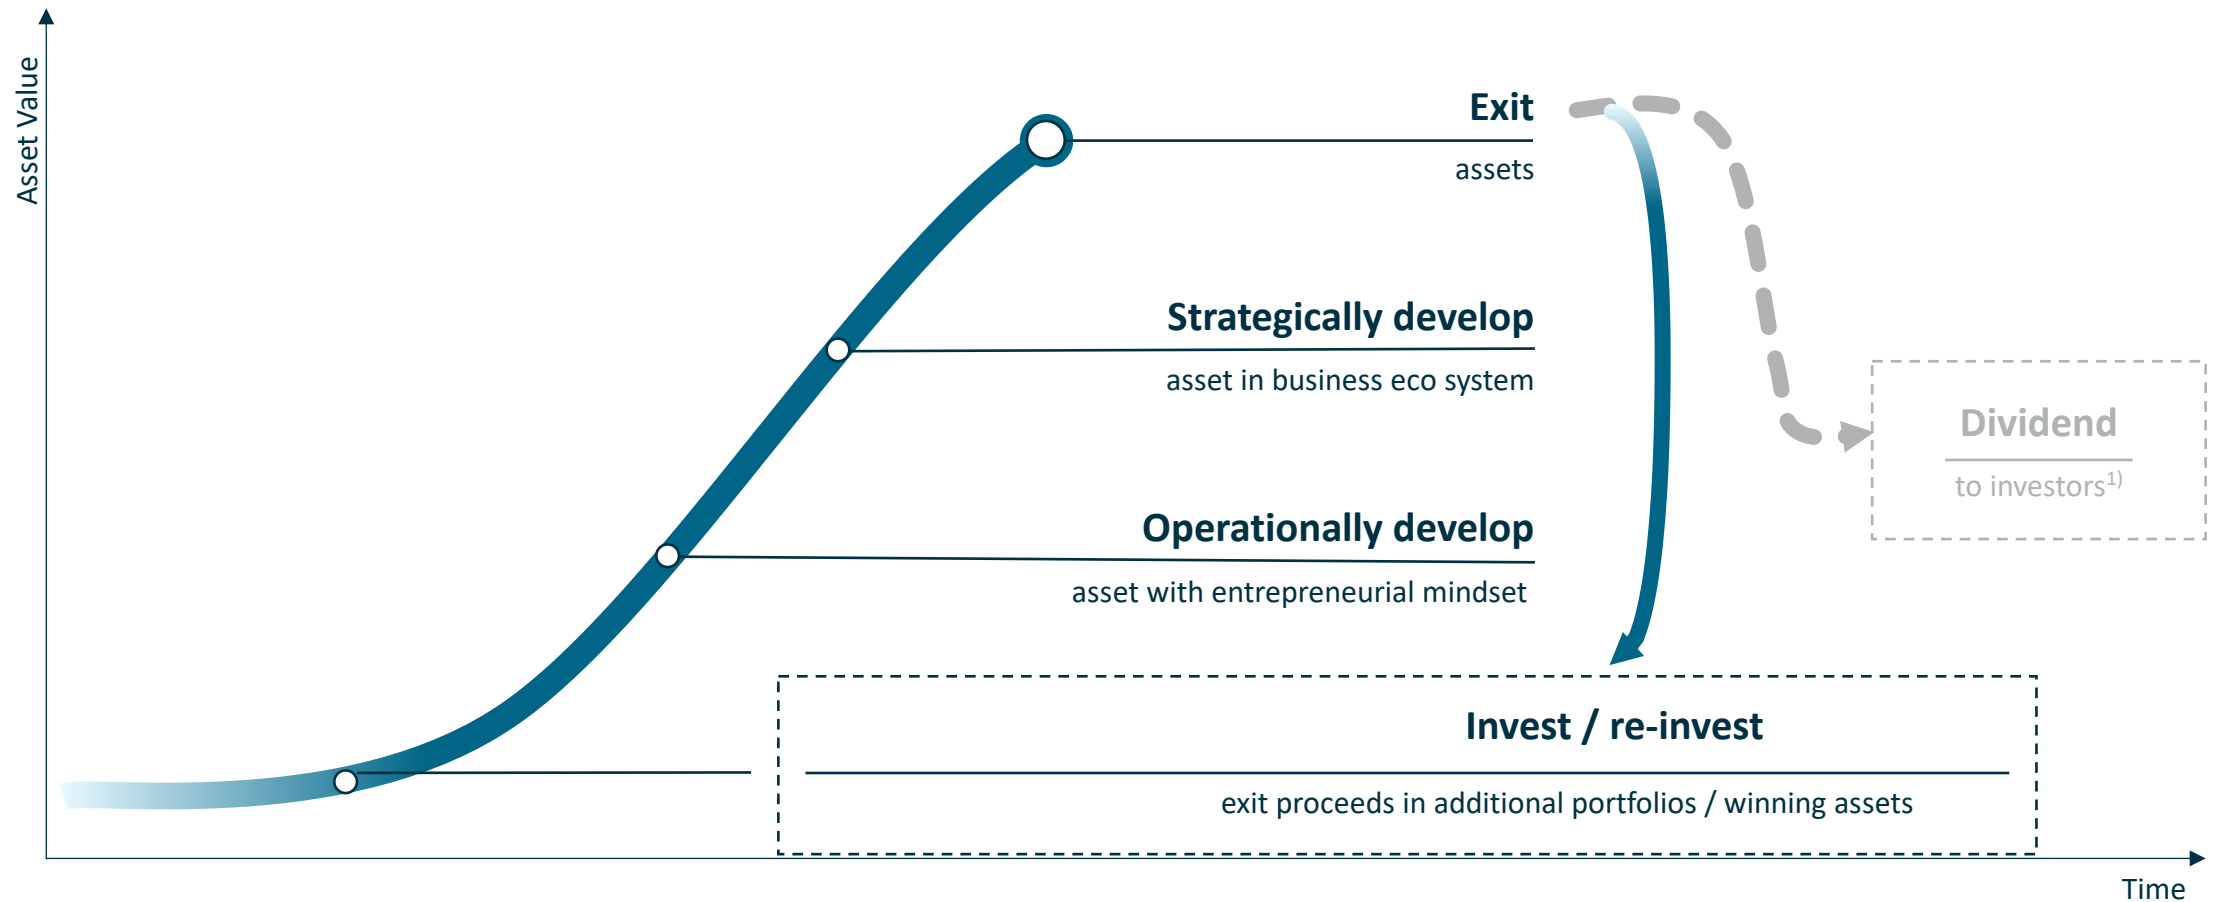 Asset Value
Exit
assets
Strategically develop
asset in business eco system
Dividend
to investors1)
Operationally develop
asset with entrepreneurial mindset
Invest / re-invest
exit proceeds in additional portfolios / winning assets
Time